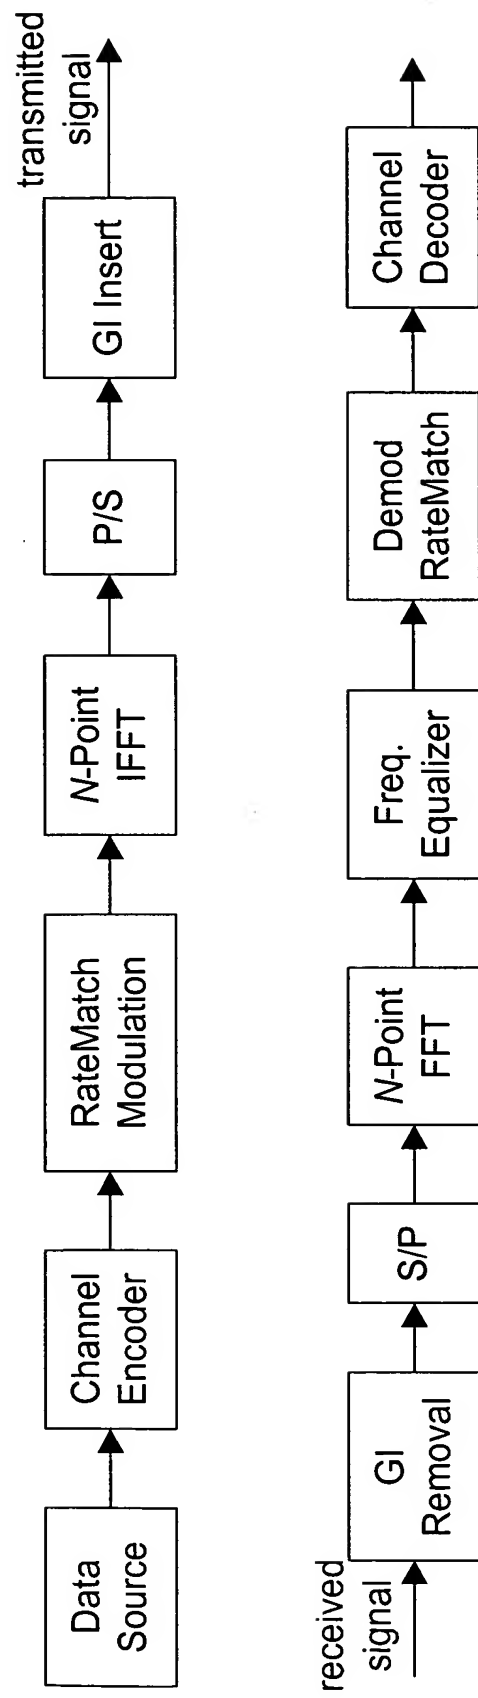 Data
Source
Channel
Encoder
RateMatch
Modulation
N-Point
IFFT
P/S
GI Insert
transmitted
signal
received
signal
GI
Removal
S/P
N-Point
FFT
Freq.
Equalizer
Demod
RateMatch
Channel
Decoder